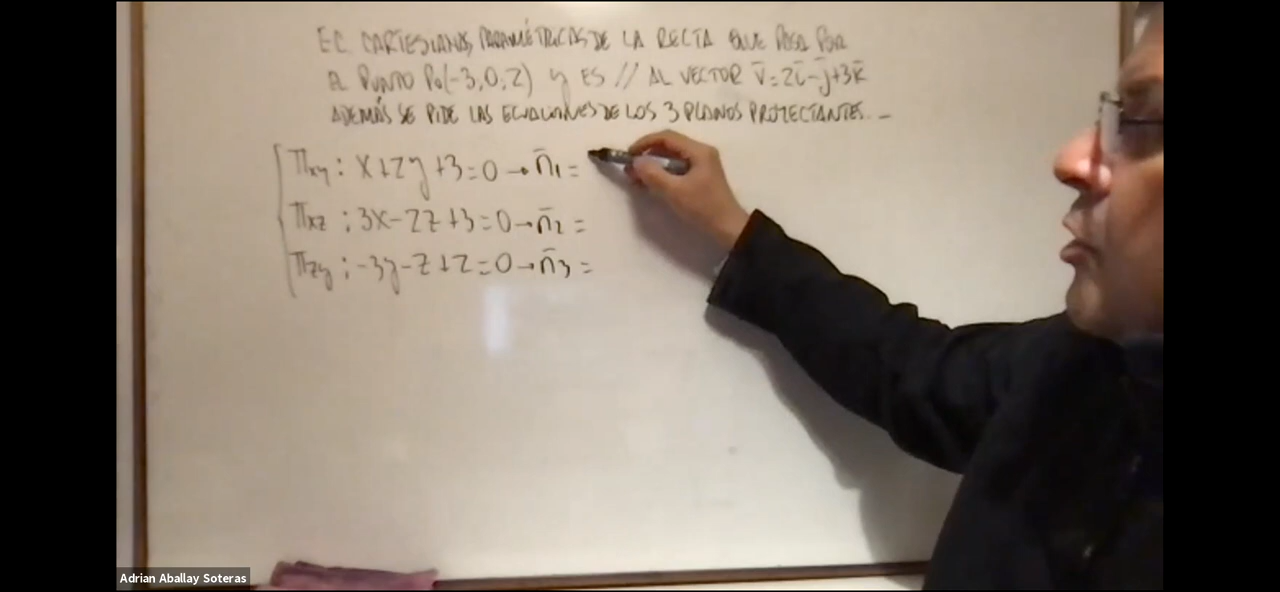 EC. CARTESIANAS, PARAMÉTRICAS DE LA RECTA QUE PASA POR
EL PUNTO P₀(-3,0,2) y ES // AL VECTOR v̄=2ī-j̄+3k̄
ADEMÁS SE PIDE LAS ECUACIONES DE LOS 3 PLANOS PROYECTANTES.-
πxy: x+2y+3=0→n̄₁=
πxz: 3x-2z+3=0→n̄₂=
πzy: -3y-z+2=0→n̄₃=
Adrian Aballay Soteras